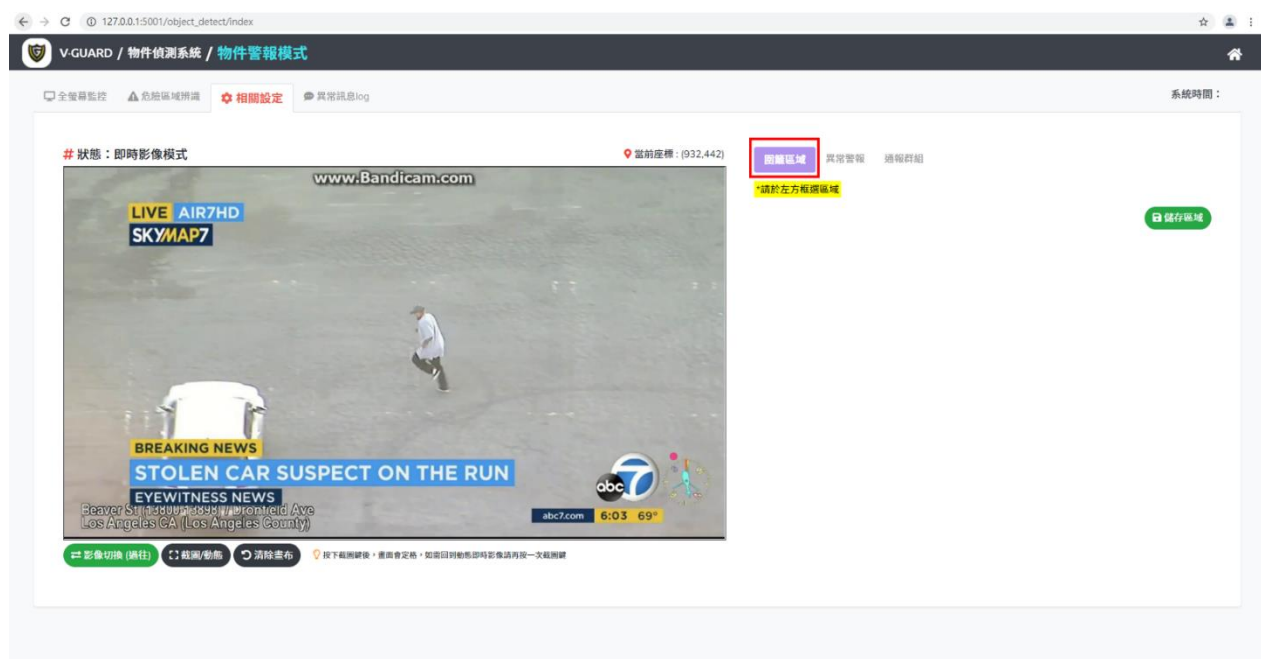 127.0.0.1:5001/object_detect/index
V-GUARD / 物件偵測系統 / 物件警報模式
全螢幕監控 危險區域辨識 相關設定 異常訊息log 系統時間：
# 狀態：即時影像模式 當前座標 : (932,442)
圍籬區域 異常警報 通報群組
*請於左方框選區域
儲存區域
www.Bandicam.com
LIVE AIR7HD
SKYMAP7
BREAKING NEWS
STOLEN CAR SUSPECT ON THE RUN
EYEWITNESS NEWS
Beaver St Dronfield Ave
Los Angeles CA (Los Angeles County)
abc 7
abc7.com 6:03 69°
影像切換 (過往) 截圖/動態 清除畫布 按下截圖鍵後，畫面會定格，如需回到動態即時影像請再按一次截圖鍵